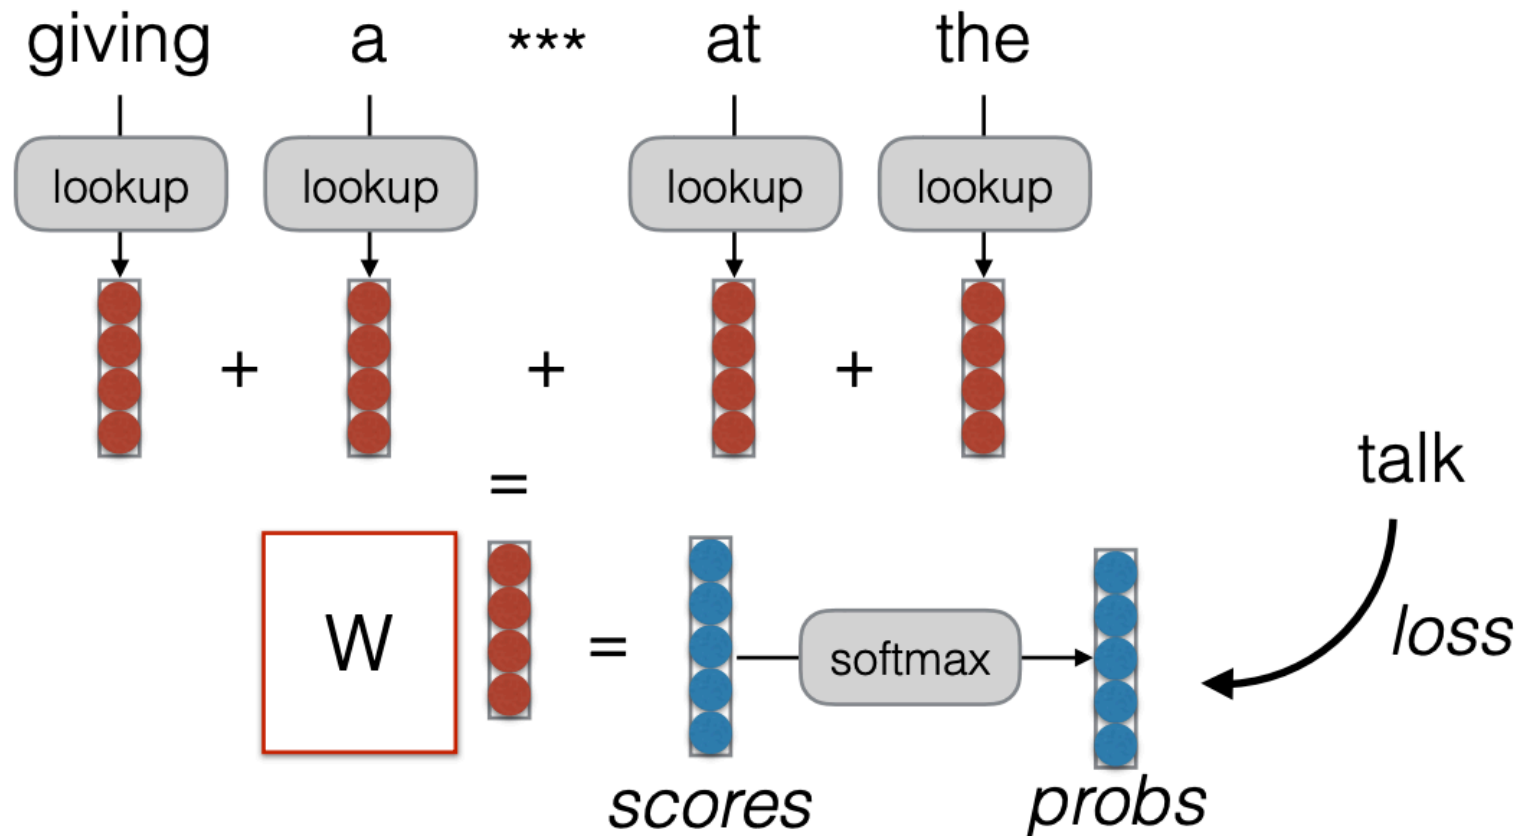 giving a *** at the
lookup lookup lookup lookup
+ + +
=
talk
W = softmax loss
scores probs